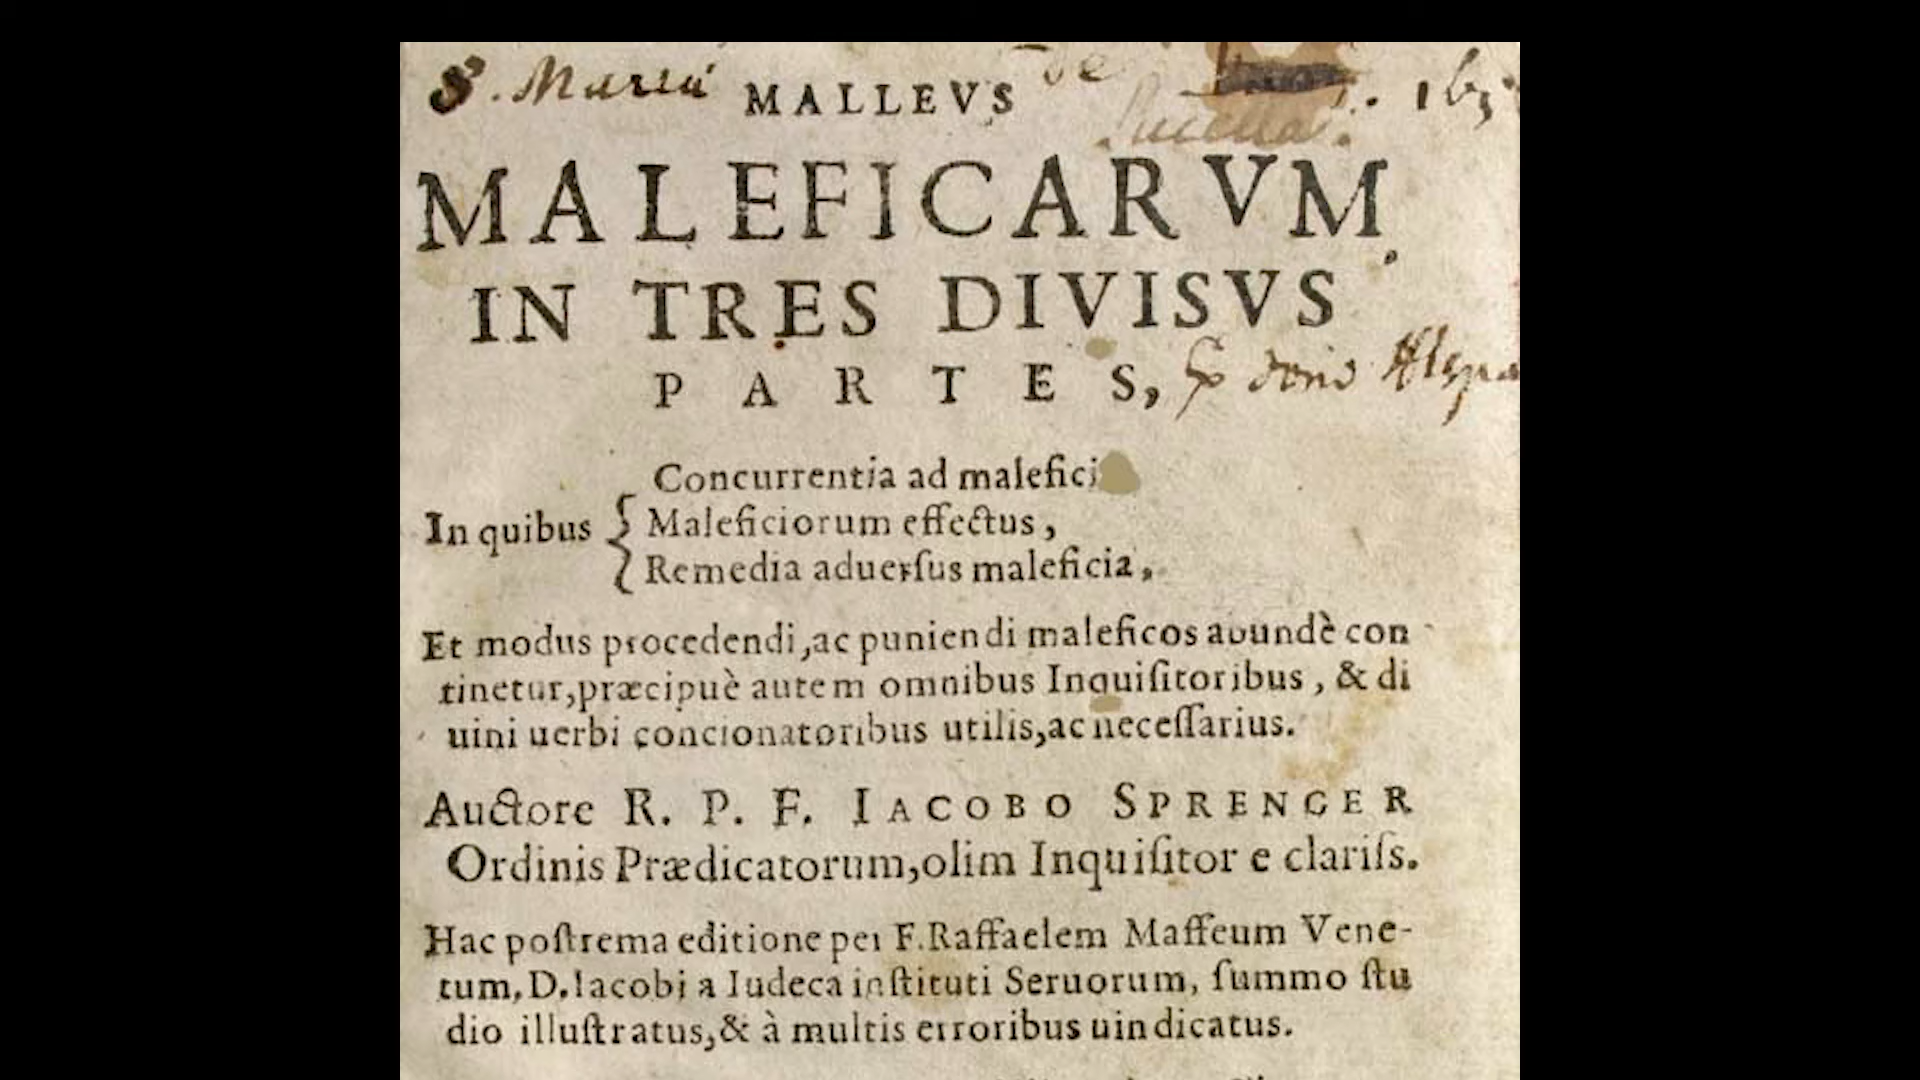 S. Maria
MALLEVS
MALEFICARVM
IN TRES DIVISVS
PARTES,
Ex dono
Concurrentia ad malefici
In quibus { Maleficiorum effectus,
Remedia aduerſus maleficia,
Et modus procedendi, ac puniendi maleficos abundè con
tinetur, præcipuè autem omnibus Inquiſitoribus, & di
uini uerbi concionatoribus utilis, ac neceſſarius.
Auctore R. P. F. IACOBO SPRENGER
Ordinis Prædicatorum, olim Inquiſitor e clariſs.
Hac poſtrema editione per F. Raffaelem Maffeum Vene-
tum, D. Iacobi a Iudeca inſtituti Seruorum, ſummo ſtu
dio illuſtratus, & à multis erroribus uindicatus.